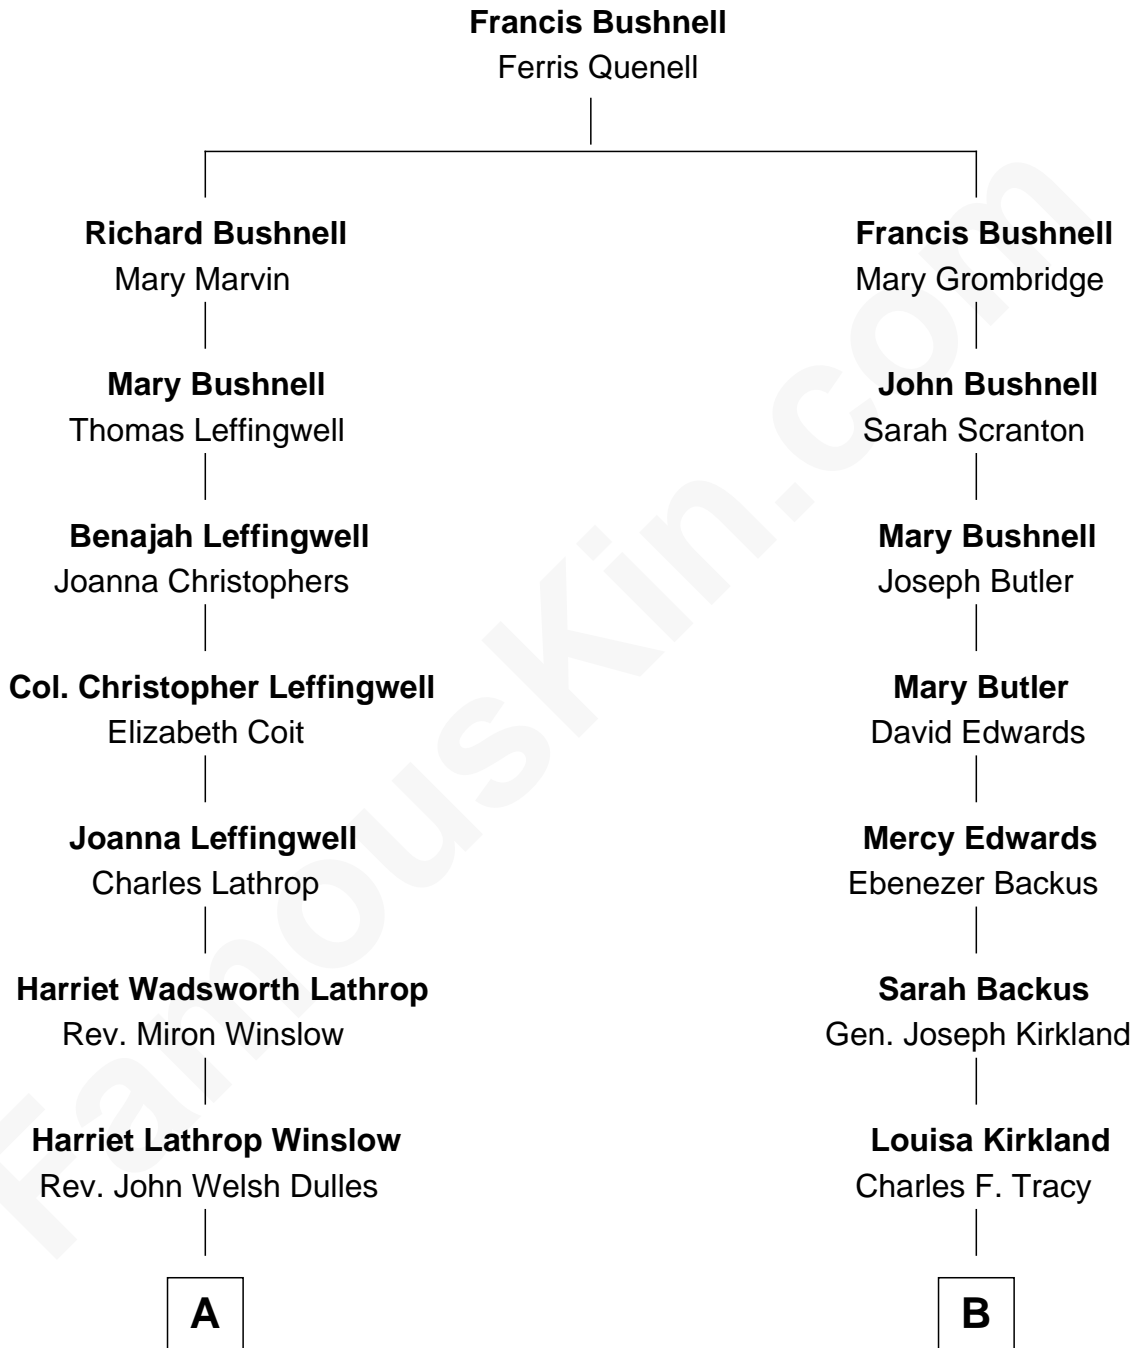 Francis Bushnell
Ferris Quenell
Richard Bushnell
Mary Marvin
Francis Bushnell
Mary Grombridge
Mary Bushnell
Thomas Leffingwell
John Bushnell
Sarah Scranton
Benajah Leffingwell
Joanna Christophers
Mary Bushnell
Joseph Butler
Col. Christopher Leffingwell
Elizabeth Coit
Mary Butler
David Edwards
Joanna Leffingwell
Charles Lathrop
Mercy Edwards
Ebenezer Backus
Harriet Wadsworth Lathrop
Rev. Miron Winslow
Sarah Backus
Gen. Joseph Kirkland
Harriet Lathrop Winslow
Rev. John Welsh Dulles
Louisa Kirkland
Charles F. Tracy
A
B
FamousKin.com